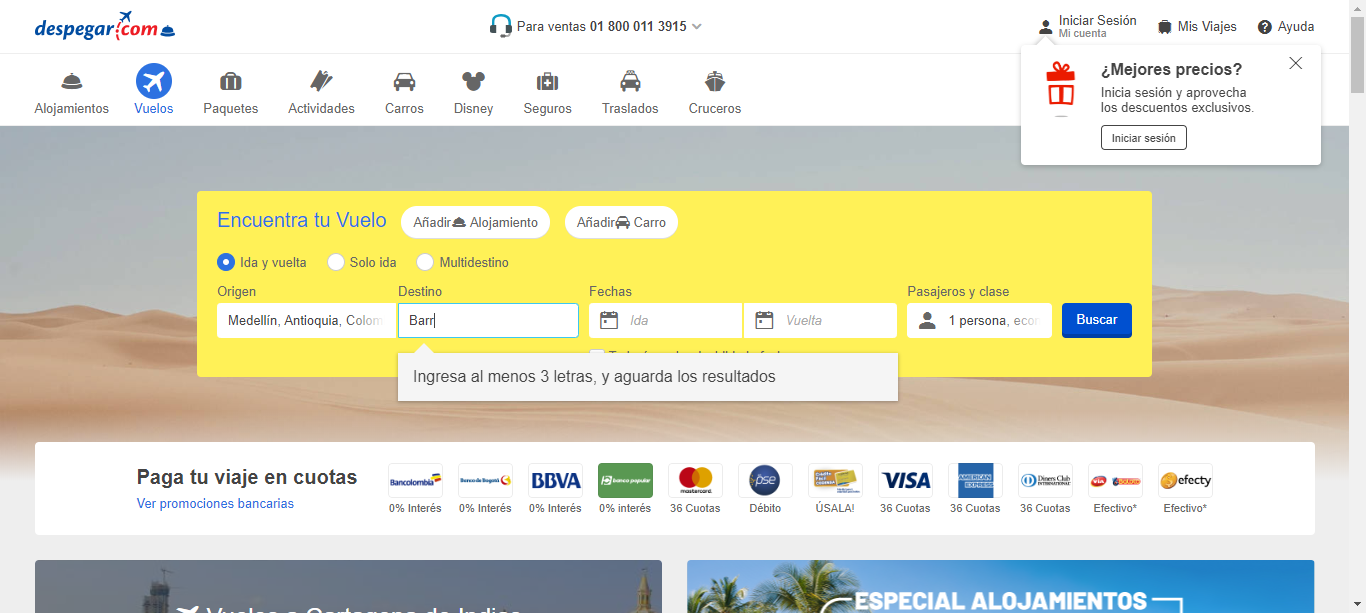 despegar.com
Para ventas 01 800 011 3915
Iniciar Sesión
Mi cuenta
Mis Viajes
Ayuda
Alojamientos
Vuelos
Paquetes
Actividades
Carros
Disney
Seguros
Traslados
Cruceros
¿Mejores precios?
Inicia sesión y aprovecha
los descuentos exclusivos.
Iniciar sesión
Encuentra tu Vuelo
Añadir Alojamiento
Añadir Carro
Ida y vuelta
Solo ida
Multidestino
Origen
Destino
Fechas
Pasajeros y clase
Medellín, Antioquia, Colom
Barr
Ida
Vuelta
1 persona, econ
Buscar
Ingresa al menos 3 letras, y aguarda los resultados
Paga tu viaje en cuotas
Ver promociones bancarias
Bancolombia
0% Interés
Banco de Bogotá
0% Interés
BBVA
0% Interés
banco popular
0% interés
mastercard
36 Cuotas
pse
Débito
ÚSALA!
VISA
36 Cuotas
AMERICAN EXPRESS
36 Cuotas
Diners Club
INTERNATIONAL
36 Cuotas
Efectivo*
efecty
Efectivo*
Vuelos a Cartagena de Indias
ESPECIAL ALOJAMIENTOS